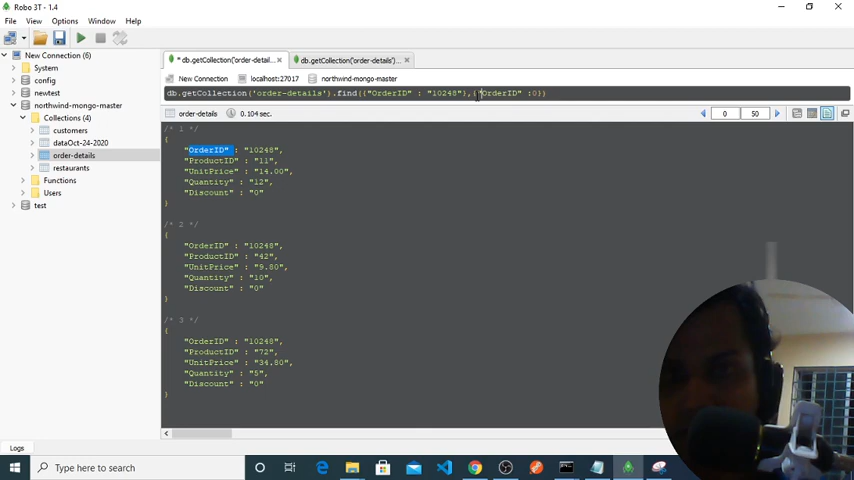 Robo 3T - 1.4
File View Options Window Help
New Connection (6)
System
config
newtest
northwind-mongo-master
Collections (4)
customers
dataOct-24-2020
order-details
restaurants
Functions
Users
test
* db.getCollection('order-detail...
db.getCollection('order-details')...
New Connection localhost:27017 northwind-mongo-master
db.getCollection('order-details').find({"OrderID" : "10248"},{"OrderID" :0})
order-details 0.104 sec. 0 50
/* 1 */
{
"OrderID" : "10248",
"ProductID" : "11",
"UnitPrice" : "14.00",
"Quantity" : "12",
"Discount" : "0"
}
/* 2 */
{
"OrderID" : "10248",
"ProductID" : "42",
"UnitPrice" : "9.80",
"Quantity" : "10",
"Discount" : "0"
}
/* 3 */
{
"OrderID" : "10248",
"ProductID" : "72",
"UnitPrice" : "34.80",
"Quantity" : "5",
"Discount" : "0"
}
Logs
Type here to search